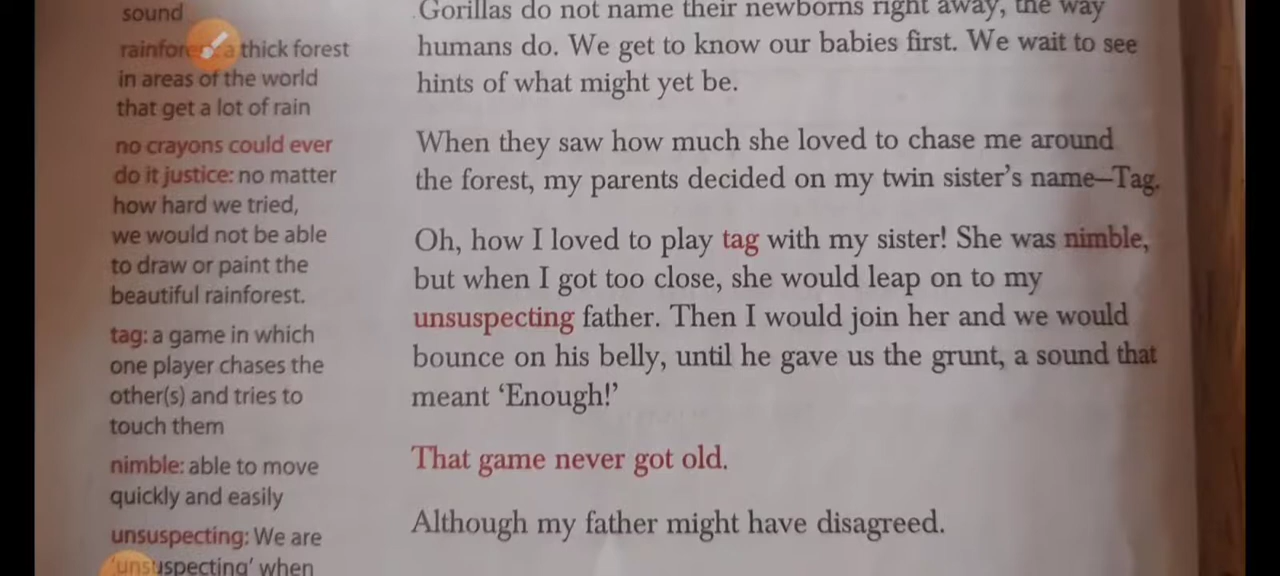 sound
thick forest
in areas of the world
that get a lot of rain
no crayons could ever
do it justice: no matter
how hard we tried,
we would not be able
to draw or paint the
beautiful rainforest.
tag: a game in which
one player chases the
other(s) and tries to
touch them
nimble: able to move
quickly and easily
unsuspecting: We are
'unsuspecting' when
Gorillas do not name their newborns right away, the way
humans do. We get to know our babies first. We wait to see
hints of what might yet be.
When they saw how much she loved to chase me around
the forest, my parents decided on my twin sister's name–Tag.
Oh, how I loved to play tag with my sister! She was nimble,
but when I got too close, she would leap on to my
unsuspecting father. Then I would join her and we would
bounce on his belly, until he gave us the grunt, a sound that
meant 'Enough!'
That game never got old.
Although my father might have disagreed.